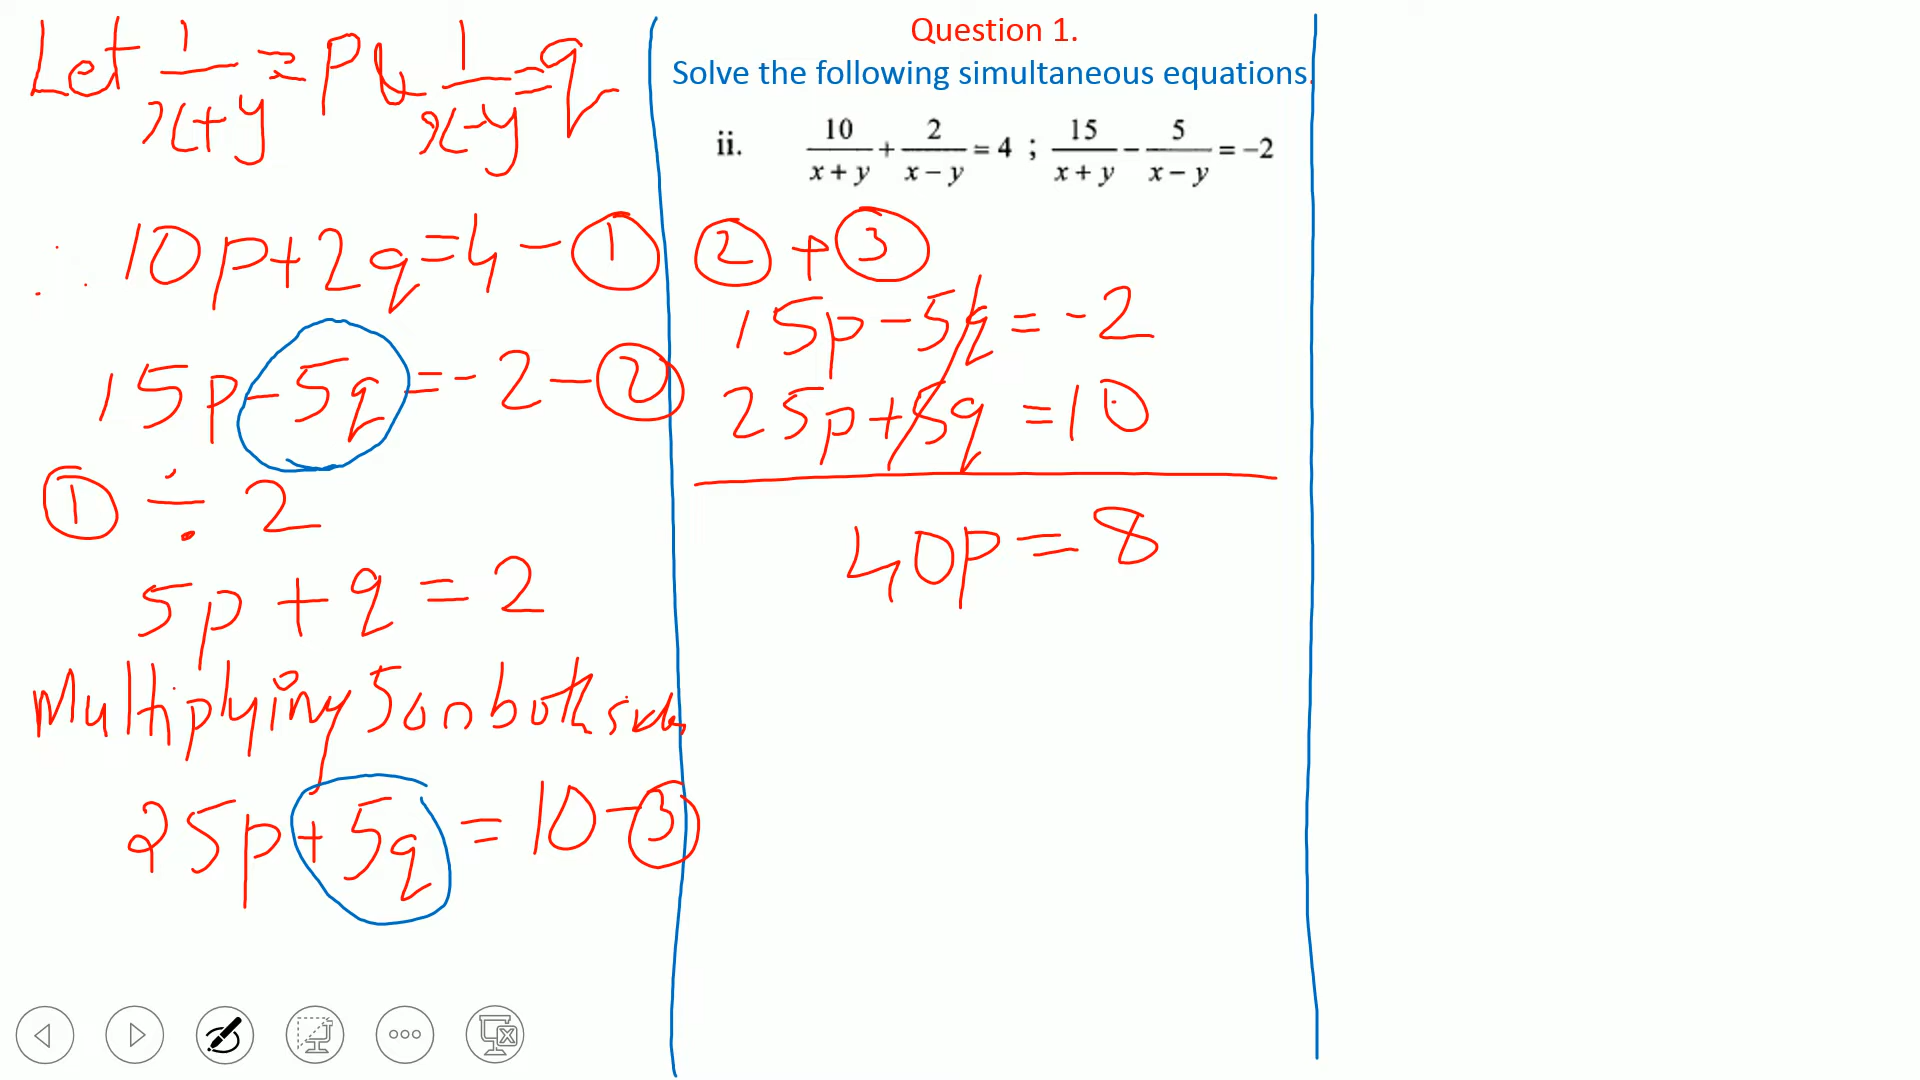 Let 1/(x+y) = p & 1/(x-y) = q
∴ 10p+2q=4 – ①
15p-5q=-2 – ②
① ÷ 2
5p + q = 2
Multiplying 5 on both sides
25p+5q = 10 – ③
Question 1.
Solve the following simultaneous equations.
ii. 10/(x + y) + 2/(x − y) = 4 ; 15/(x + y) − 5/(x − y) = −2
② + ③
15p-5q = -2
25p+5q = 10
40p = 8